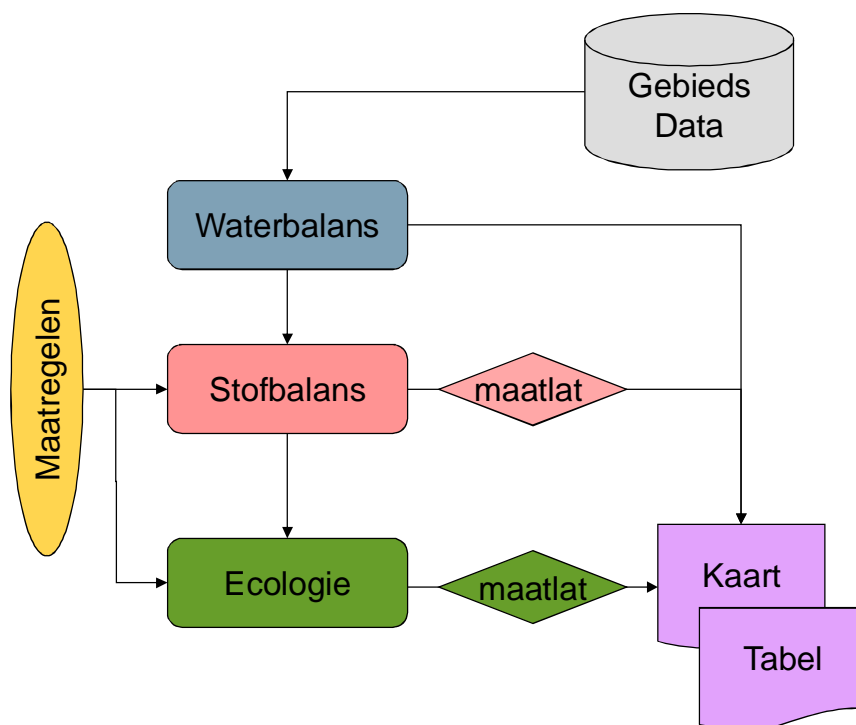 Gebieds
Data
Waterbalans
Maatregelen
Stofbalans
maatlat
Ecologie
maatlat
Kaart
Tabel